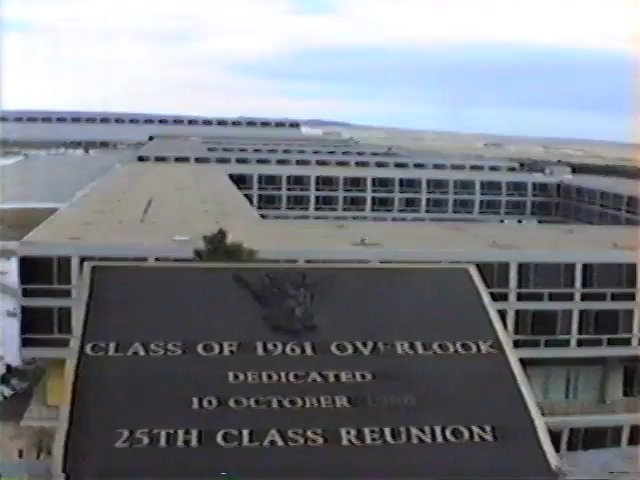 CLASS OF 1961 OVERLOOK
DEDICATED
10 OCTOBER
25TH CLASS REUNION